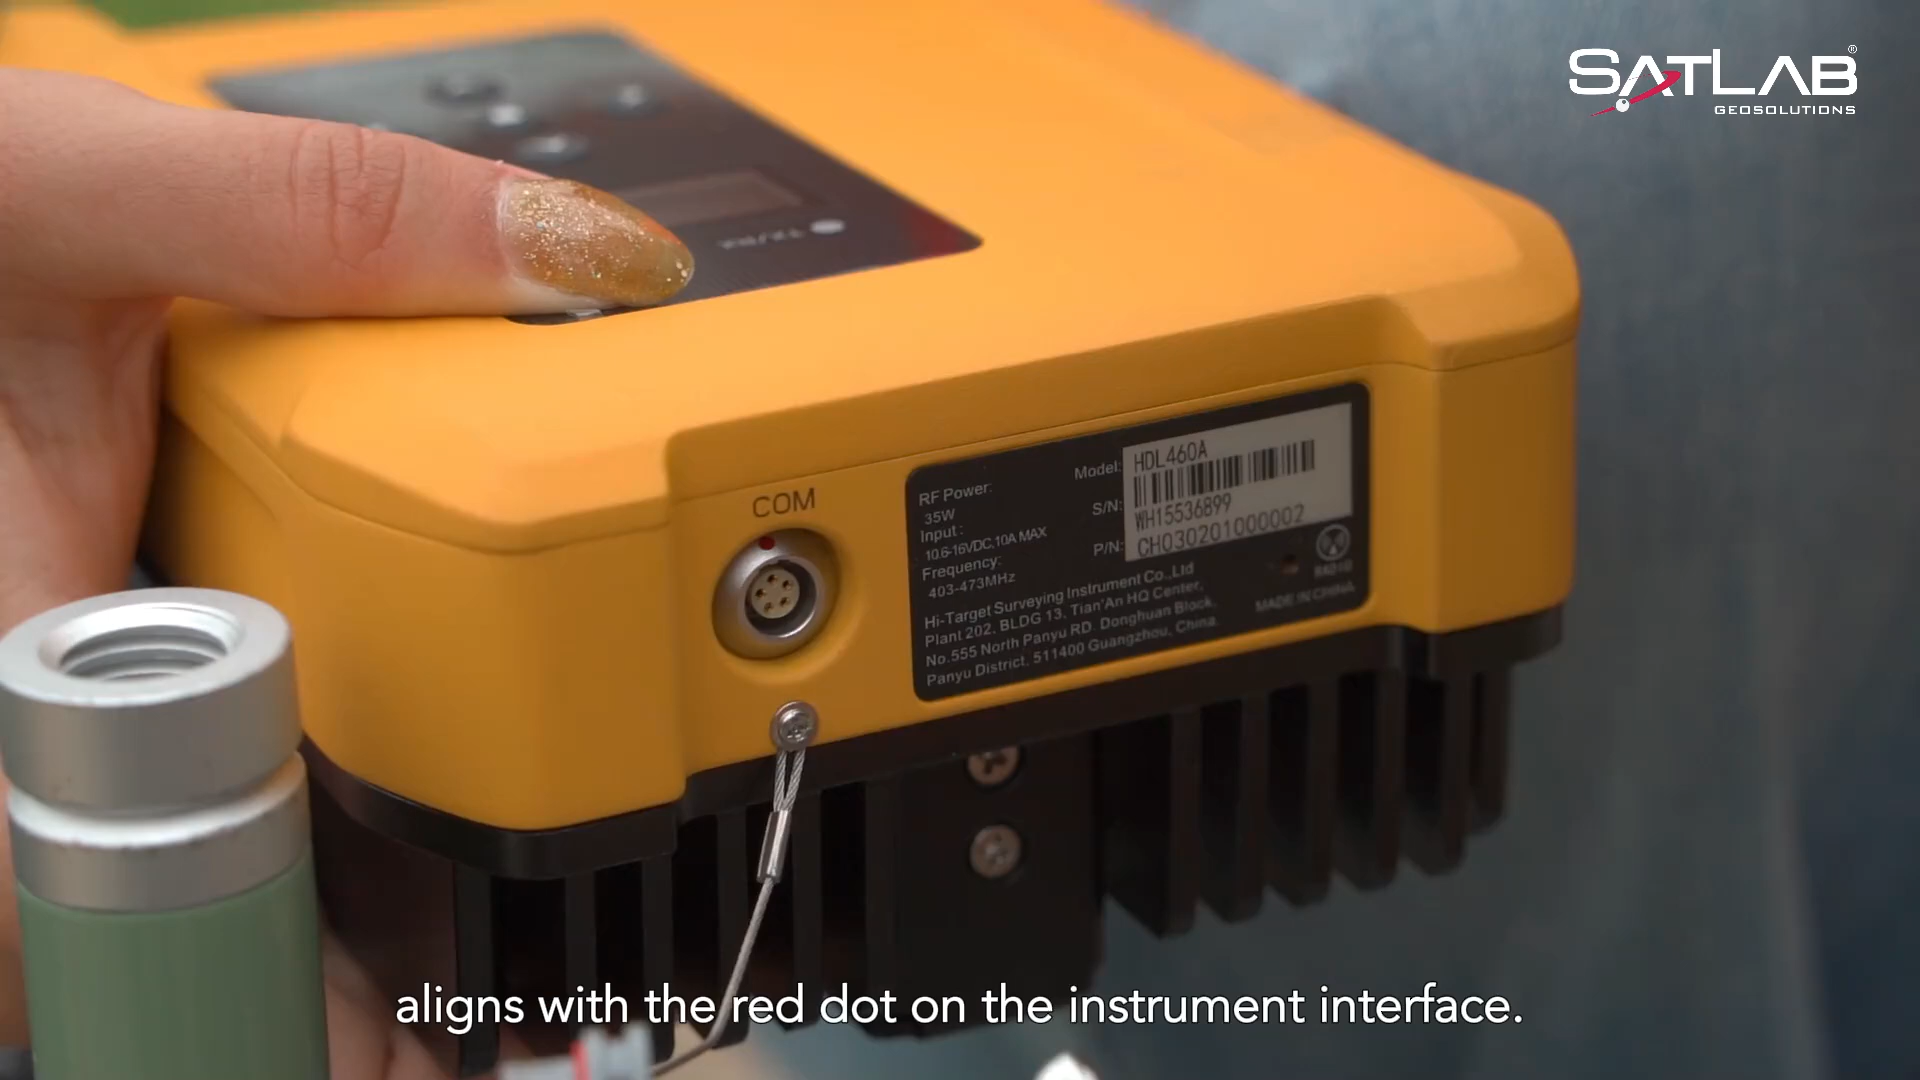 SATLAB®
GEOSOLUTIONS
TX/RX
COM
RF Power:
35W
Input:
10.6-16VDC,10A MAX
Frequency:
403-473MHz
Model:
HDL460A
S/N:
WH15536899
P/N:
CH030201000002
Hi-Target Surveying Instrument Co.,Ltd
Plant 202, BLDG 13, Tian'An HQ Center,
No.555 North Panyu RD. Donghuan Block,
Panyu District, 511400 Guangzhou, China.
MADE IN CHINA
aligns with the red dot on the instrument interface.